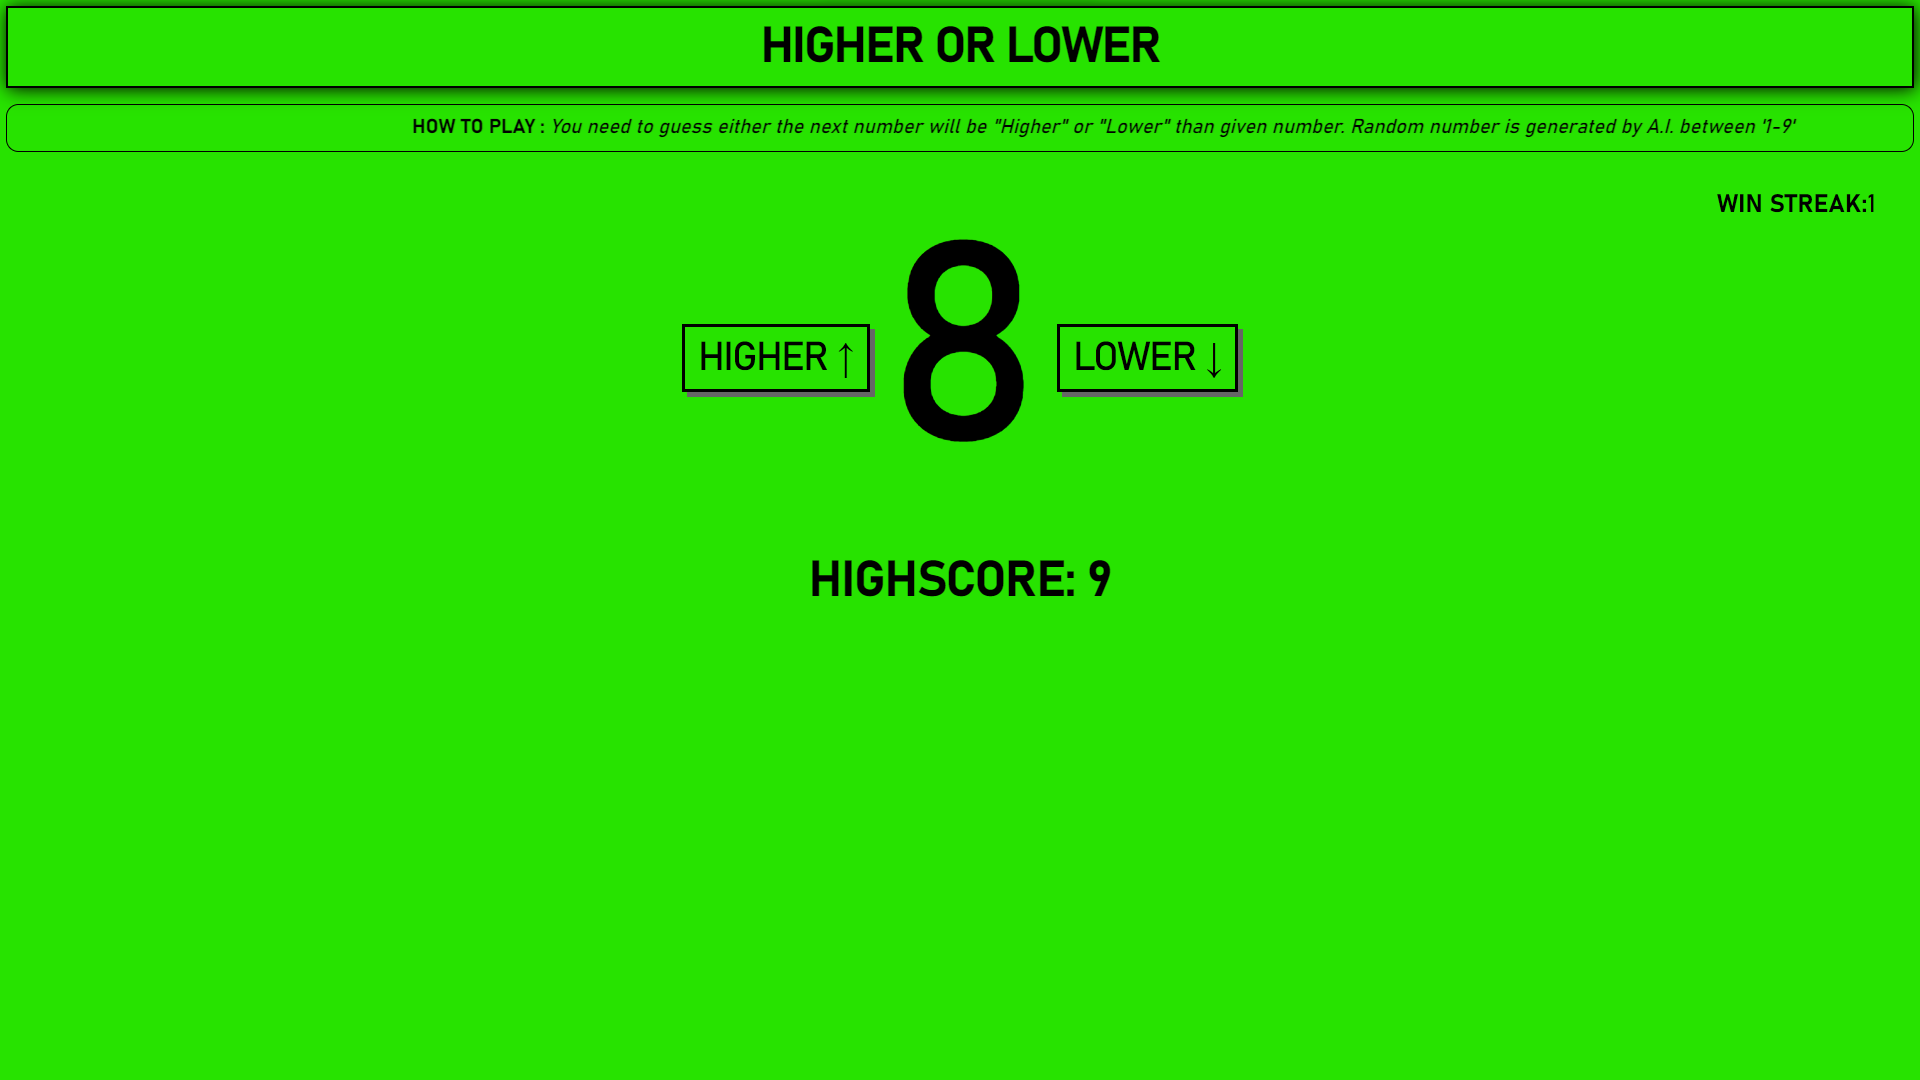 HIGHER OR LOWER
HOW TO PLAY : You need to guess either the next number will be "Higher" or "Lower" than given number. Random number is generated by A.I. between '1-9'
WIN STREAK:1
HIGHER ↑ 8 LOWER ↓
HIGHSCORE: 9